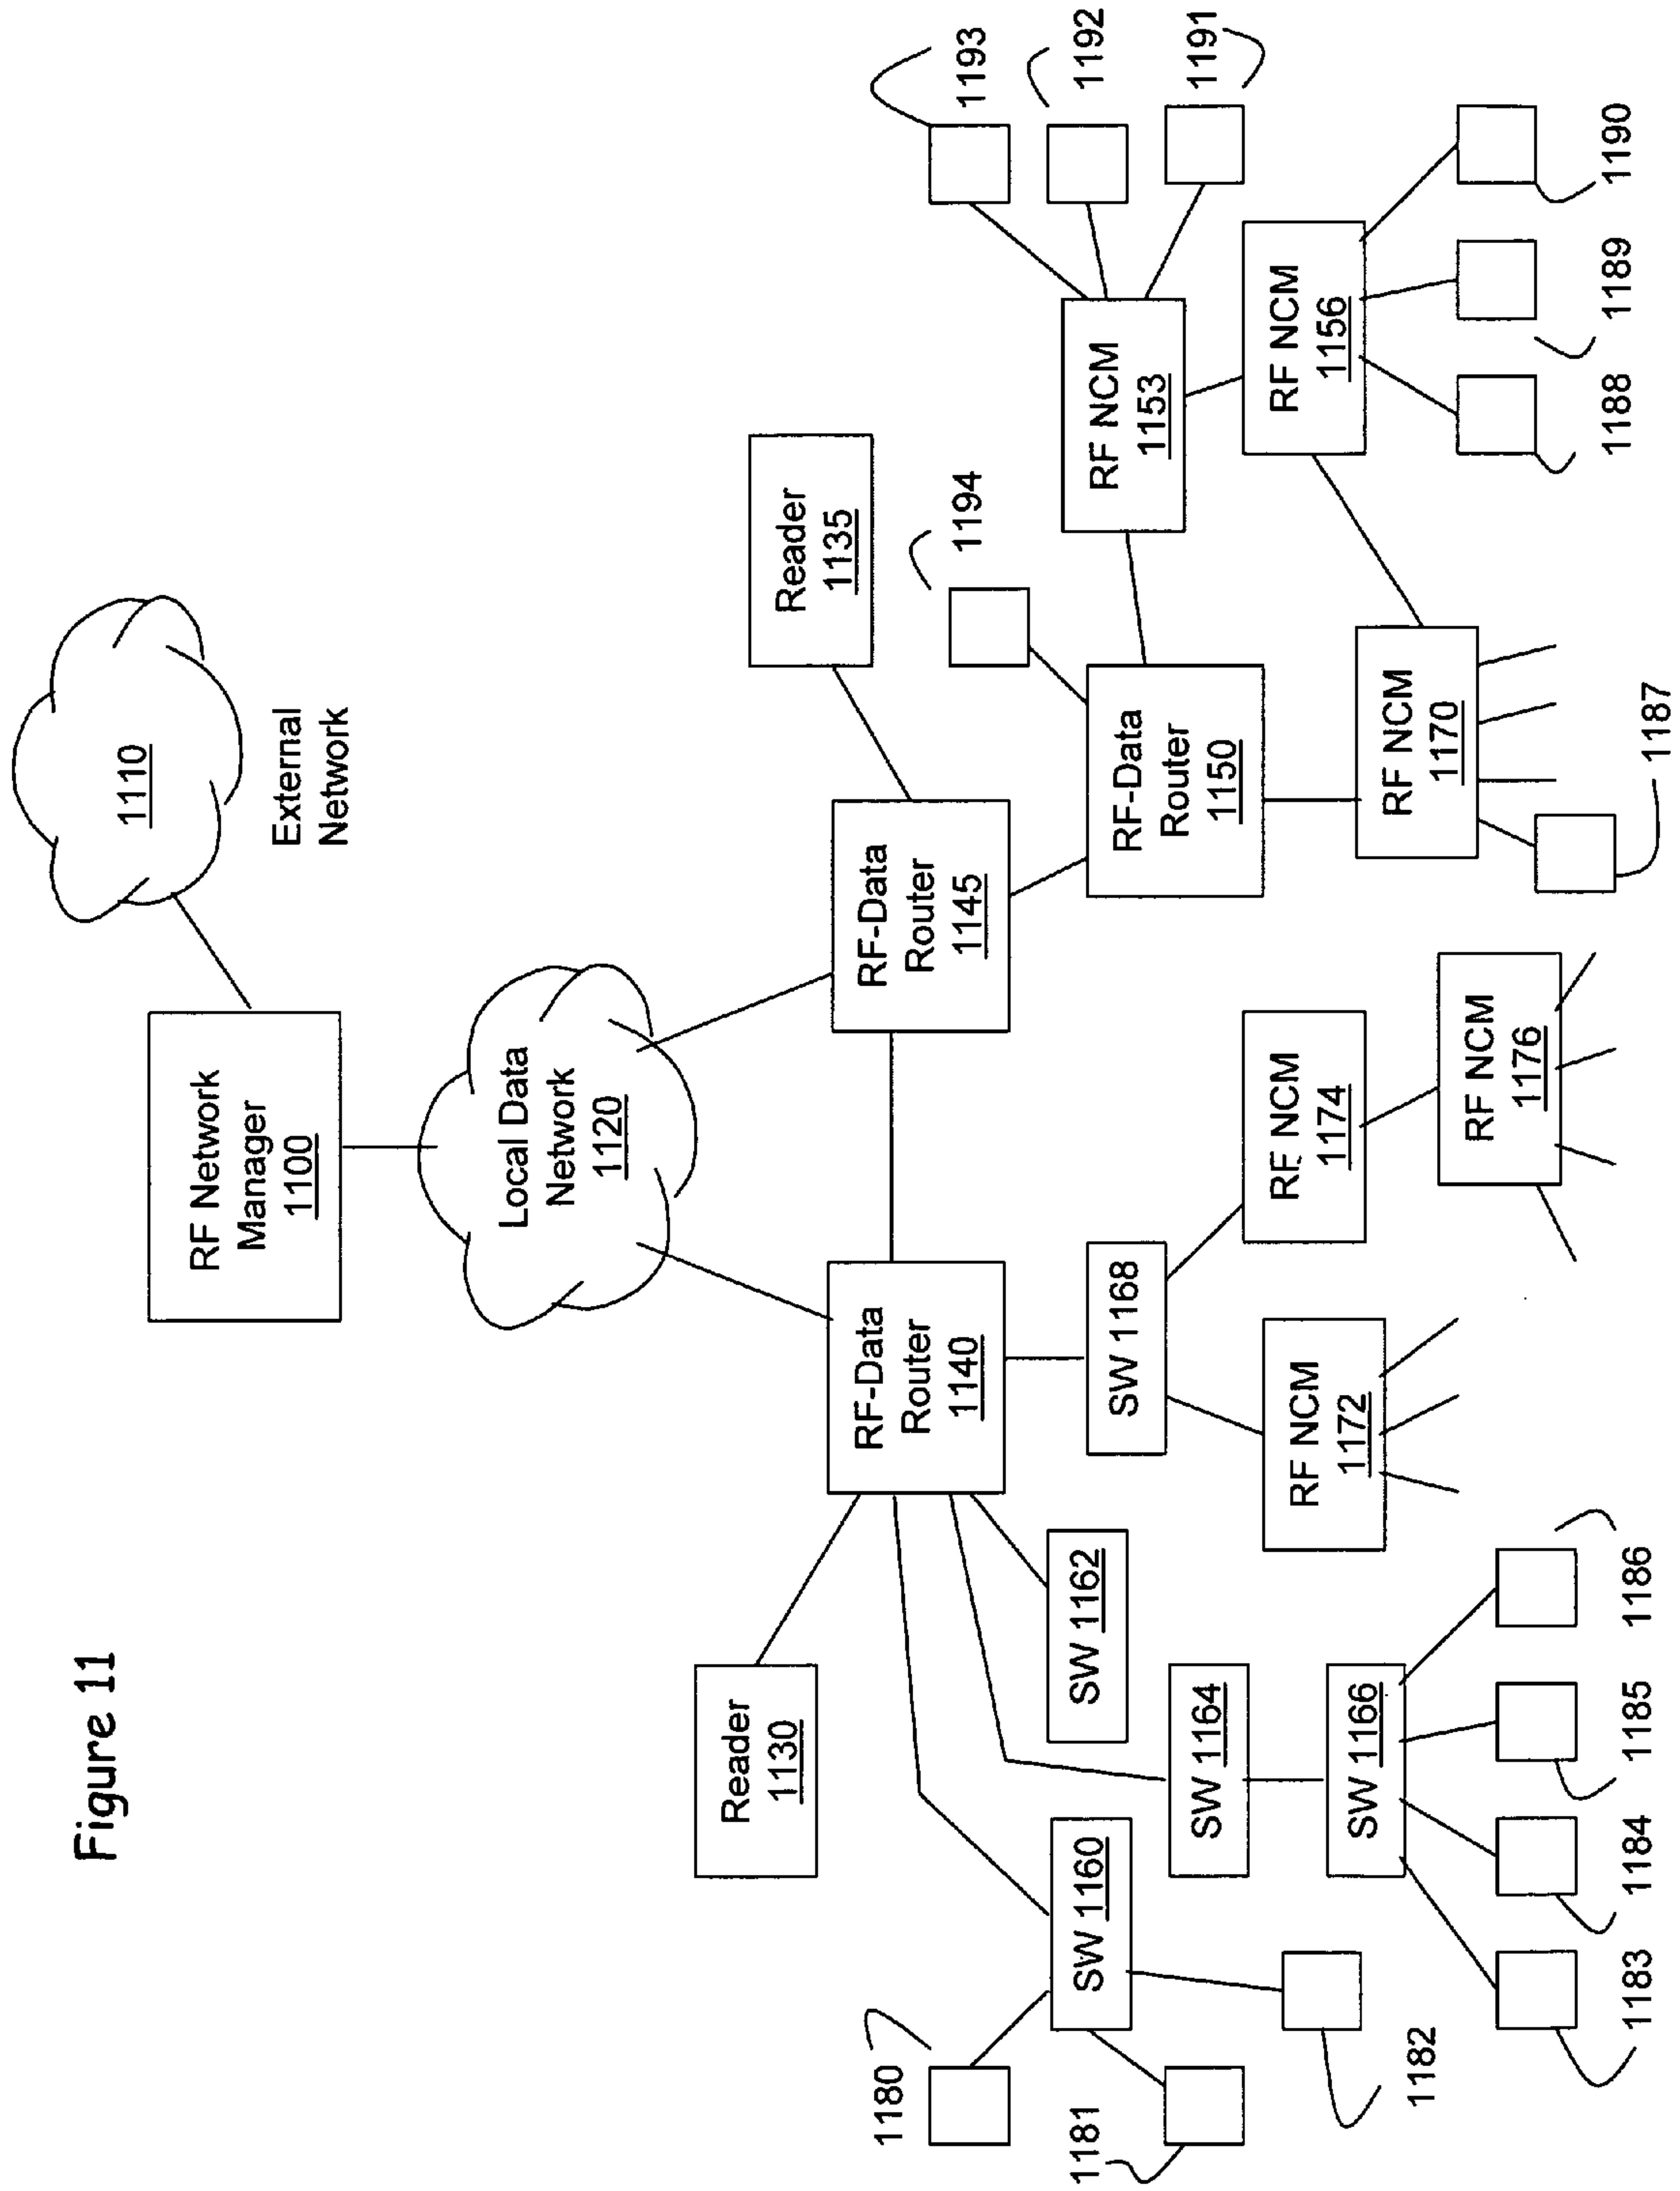 Figure 11
1110
External
Network
RF Network
Manager
1100
Local Data
Network
1120
Reader
1130
Reader
1135
RF-Data
Router
1140
RF-Data
Router
1145
1180
SW 1160
SW 1162
SW 1168
RF-Data
Router
1150
1194
RF NCM
1153
1193
1192
1191
1181
SW 1164
1182
SW 1166
RF NCM
1172
RF NCM
1174
RF NCM
1170
RF NCM
1156
RF NCM
1176
1183
1184
1185
1186
1187
1188
1189
1190